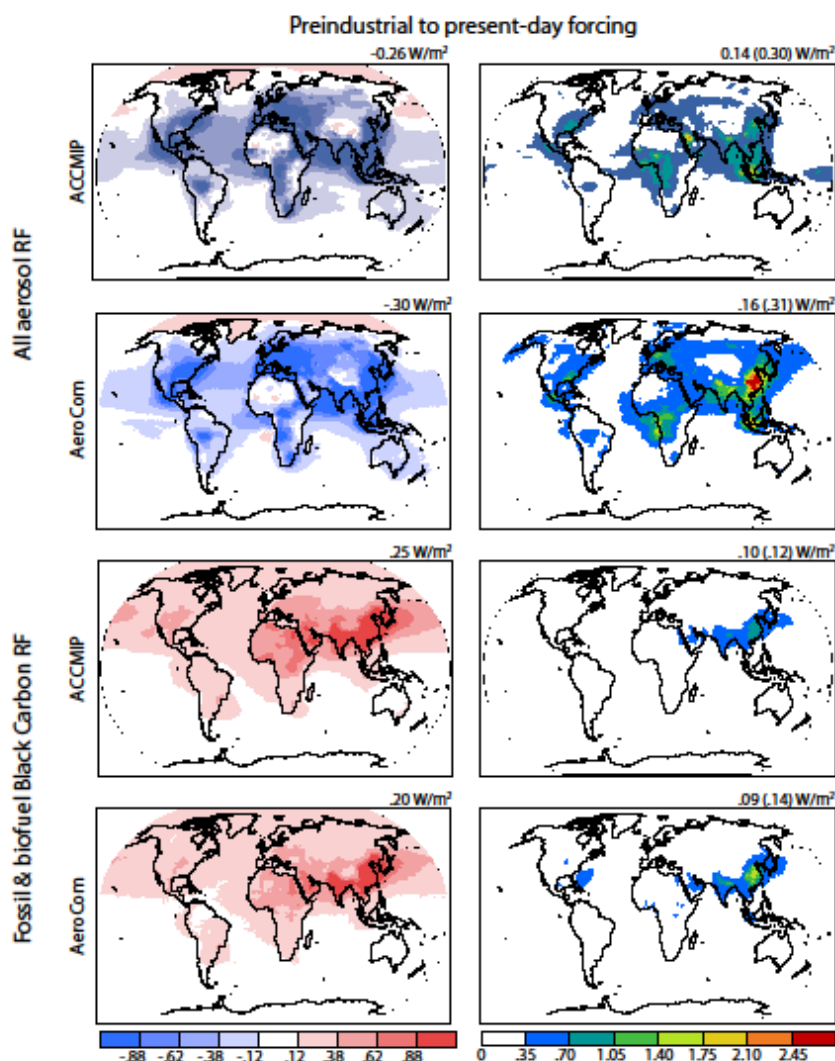 Preindustrial to present-day forcing
-0.26 W/m²
0.14 (0.30) W/m²
All aerosol RF
ACCMIP
-.30 W/m²
.16 (.31) W/m²
AeroCom
.25 W/m²
.10 (.12) W/m²
Fossil & biofuel Black Carbon RF
ACCMIP
.20 W/m²
.09 (.14) W/m²
AeroCom
-.88 -.62 -.38 -.12 .12 .38 .62 .88
0 .35 .70 1.05 1.40 1.75 2.10 2.45